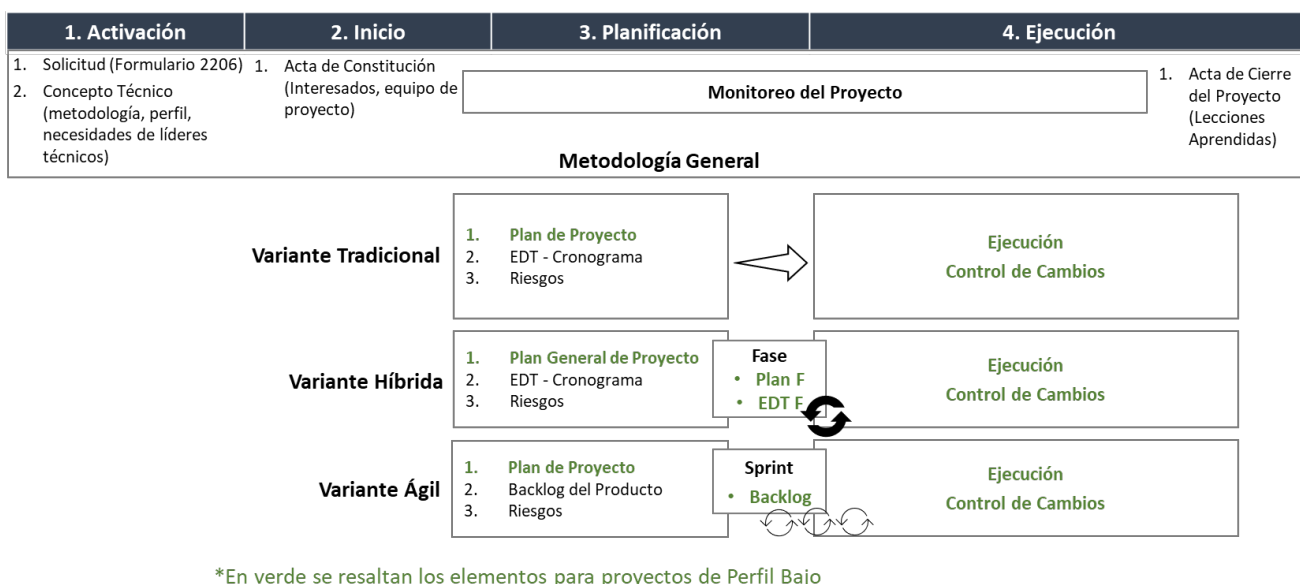 1. Activación
2. Inicio
3. Planificación
4. Ejecución
1. Solicitud (Formulario 2206)
2. Concepto Técnico
(metodología, perfil,
necesidades de líderes
técnicos)
1. Acta de Constitución
(Interesados, equipo de
proyecto)
Monitoreo del Proyecto
1. Acta de Cierre
del Proyecto
(Lecciones
Aprendidas)
Metodología General
Variante Tradicional
1. Plan de Proyecto
2. EDT - Cronograma
3. Riesgos
Ejecución
Control de Cambios
Variante Híbrida
1. Plan General de Proyecto
2. EDT - Cronograma
3. Riesgos
Fase
• Plan F
• EDT F
Ejecución
Control de Cambios
Variante Ágil
1. Plan de Proyecto
2. Backlog del Producto
3. Riesgos
Sprint
• Backlog
Ejecución
Control de Cambios
*En verde se resaltan los elementos para proyectos de Perfil Bajo